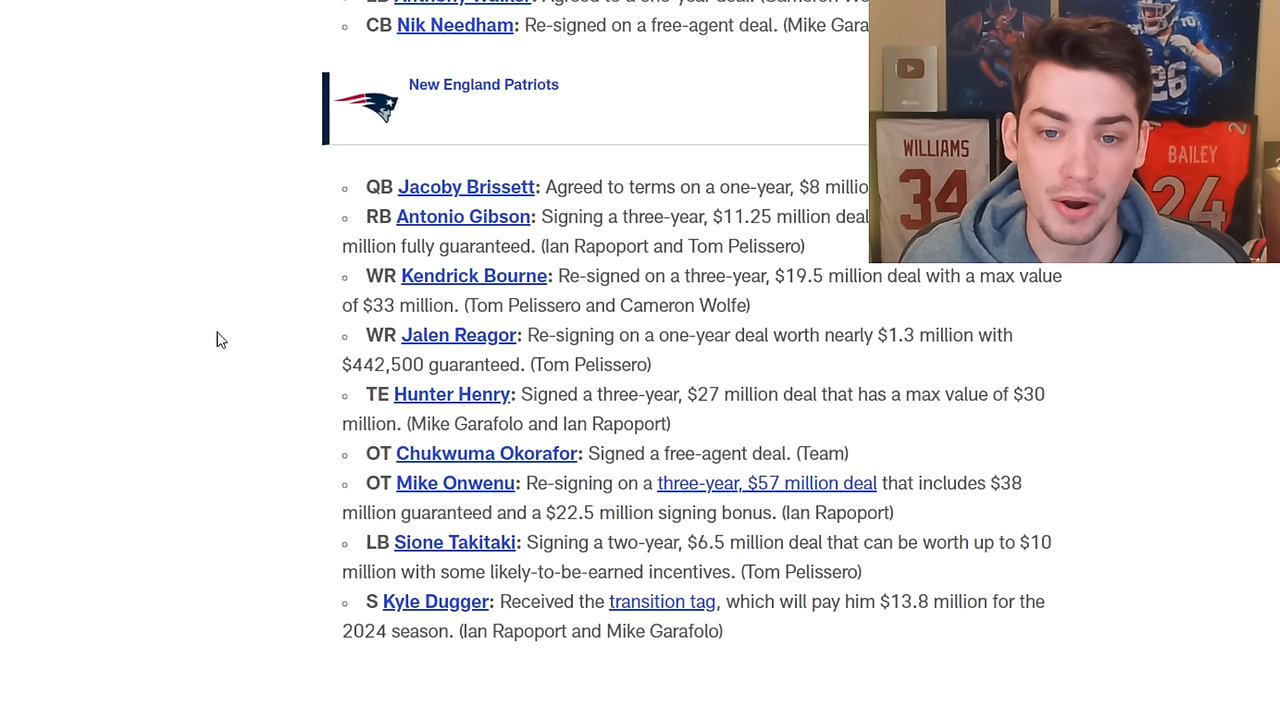 CB Nik Needham: Re-signed on a free-agent deal. (Mike Gara
New England Patriots
QB Jacoby Brissett: Agreed to terms on a one-year, $8 millio
RB Antonio Gibson: Signing a three-year, $11.25 million deal
million fully guaranteed. (Ian Rapoport and Tom Pelissero)
WR Kendrick Bourne: Re-signed on a three-year, $19.5 million deal with a max value
of $33 million. (Tom Pelissero and Cameron Wolfe)
WR Jalen Reagor: Re-signing on a one-year deal worth nearly $1.3 million with
$442,500 guaranteed. (Tom Pelissero)
TE Hunter Henry: Signed a three-year, $27 million deal that has a max value of $30
million. (Mike Garafolo and Ian Rapoport)
OT Chukwuma Okorafor: Signed a free-agent deal. (Team)
OT Mike Onwenu: Re-signing on a three-year, $57 million deal that includes $38
million guaranteed and a $22.5 million signing bonus. (Ian Rapoport)
LB Sione Takitaki: Signing a two-year, $6.5 million deal that can be worth up to $10
million with some likely-to-be-earned incentives. (Tom Pelissero)
S Kyle Dugger: Received the transition tag, which will pay him $13.8 million for the
2024 season. (Ian Rapoport and Mike Garafolo)
WILLIAMS
34
26
BAILEY
24
2